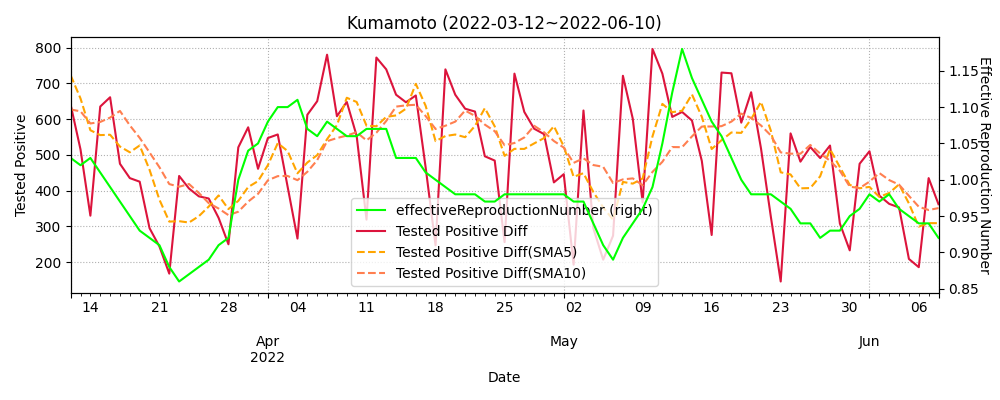 Kumamoto (2022-03-12~2022-06-10)
Tested Positive
800
700
600
500
400
300
200
1.15
1.10
1.05
1.00
0.95
0.90
0.85
Effective Reproduction Number
effectiveReproductionNumber (right)
Tested Positive Diff
Tested Positive Diff(SMA5)
Tested Positive Diff(SMA10)
14 21 28 04 11 18 25 02 09 16 23 30 06
Apr May Jun
2022
Date